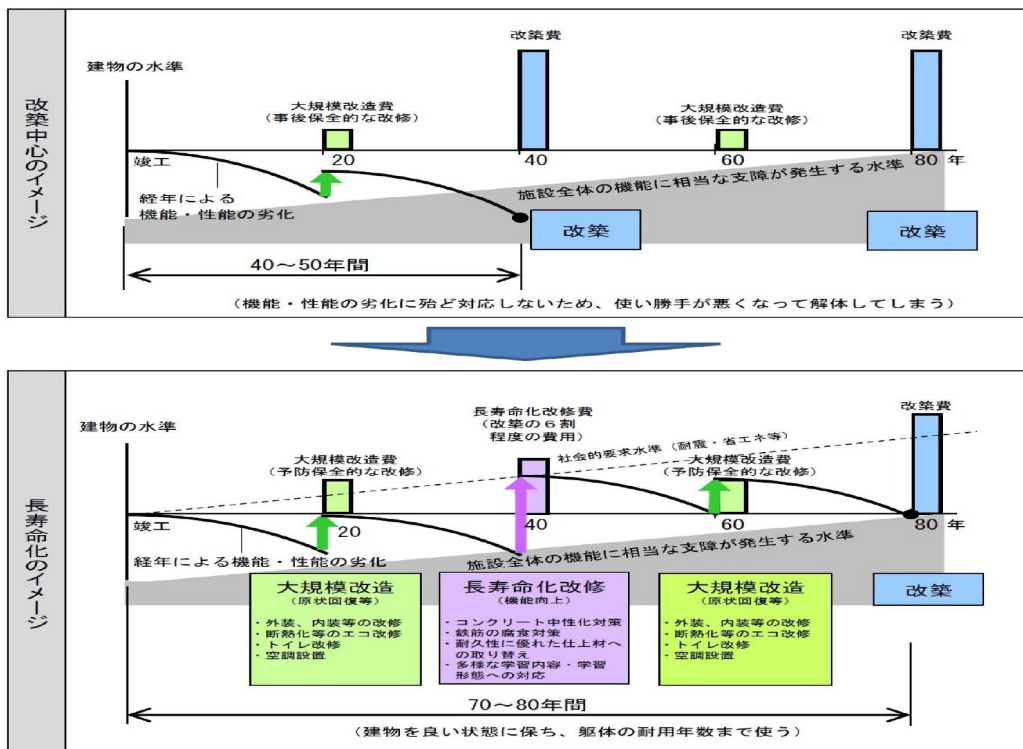 改築中心のイメージ
建物の水準
改築費
改築費
大規模改造費
(事後保全的な改修)
大規模改造費
(事後保全的な改修)
竣工
20
40
60
80 年
経年による
機能・性能の劣化
施設全体の機能に相当な支障が発生する水準
改築
改築
40~50年間
(機能・性能の劣化に殆ど対応しないため、使い勝手が悪くなって解体してしまう)
長寿命化のイメージ
建物の水準
長寿命化改修費
(改築の6割
程度の費用)
改築費
社会的要求水準(耐震・省エネ等)
大規模改造費
(予防保全的な改修)
大規模改造費
(予防保全的な改修)
竣工
20
40
60
80 年
経年による機能・性能の劣化
施設全体の機能に相当な支障が発生する水準
大規模改造
(原状回復等)
・外装、内装等の改修
・断熱化等のエコ改修
・トイレ改修
・空調設置
長寿命化改修
(機能向上)
・コンクリート中性化対策
・鉄筋の腐食対策
・耐久性に優れた仕上材へ
の取り替え
・多様な学習内容・学習
形態への対応
大規模改造
(原状回復等)
・外装、内装等の改修
・断熱化等のエコ改修
・トイレ改修
・空調設置
改築
70~80年間
(建物を良い状態に保ち、躯体の耐用年数まで使う)